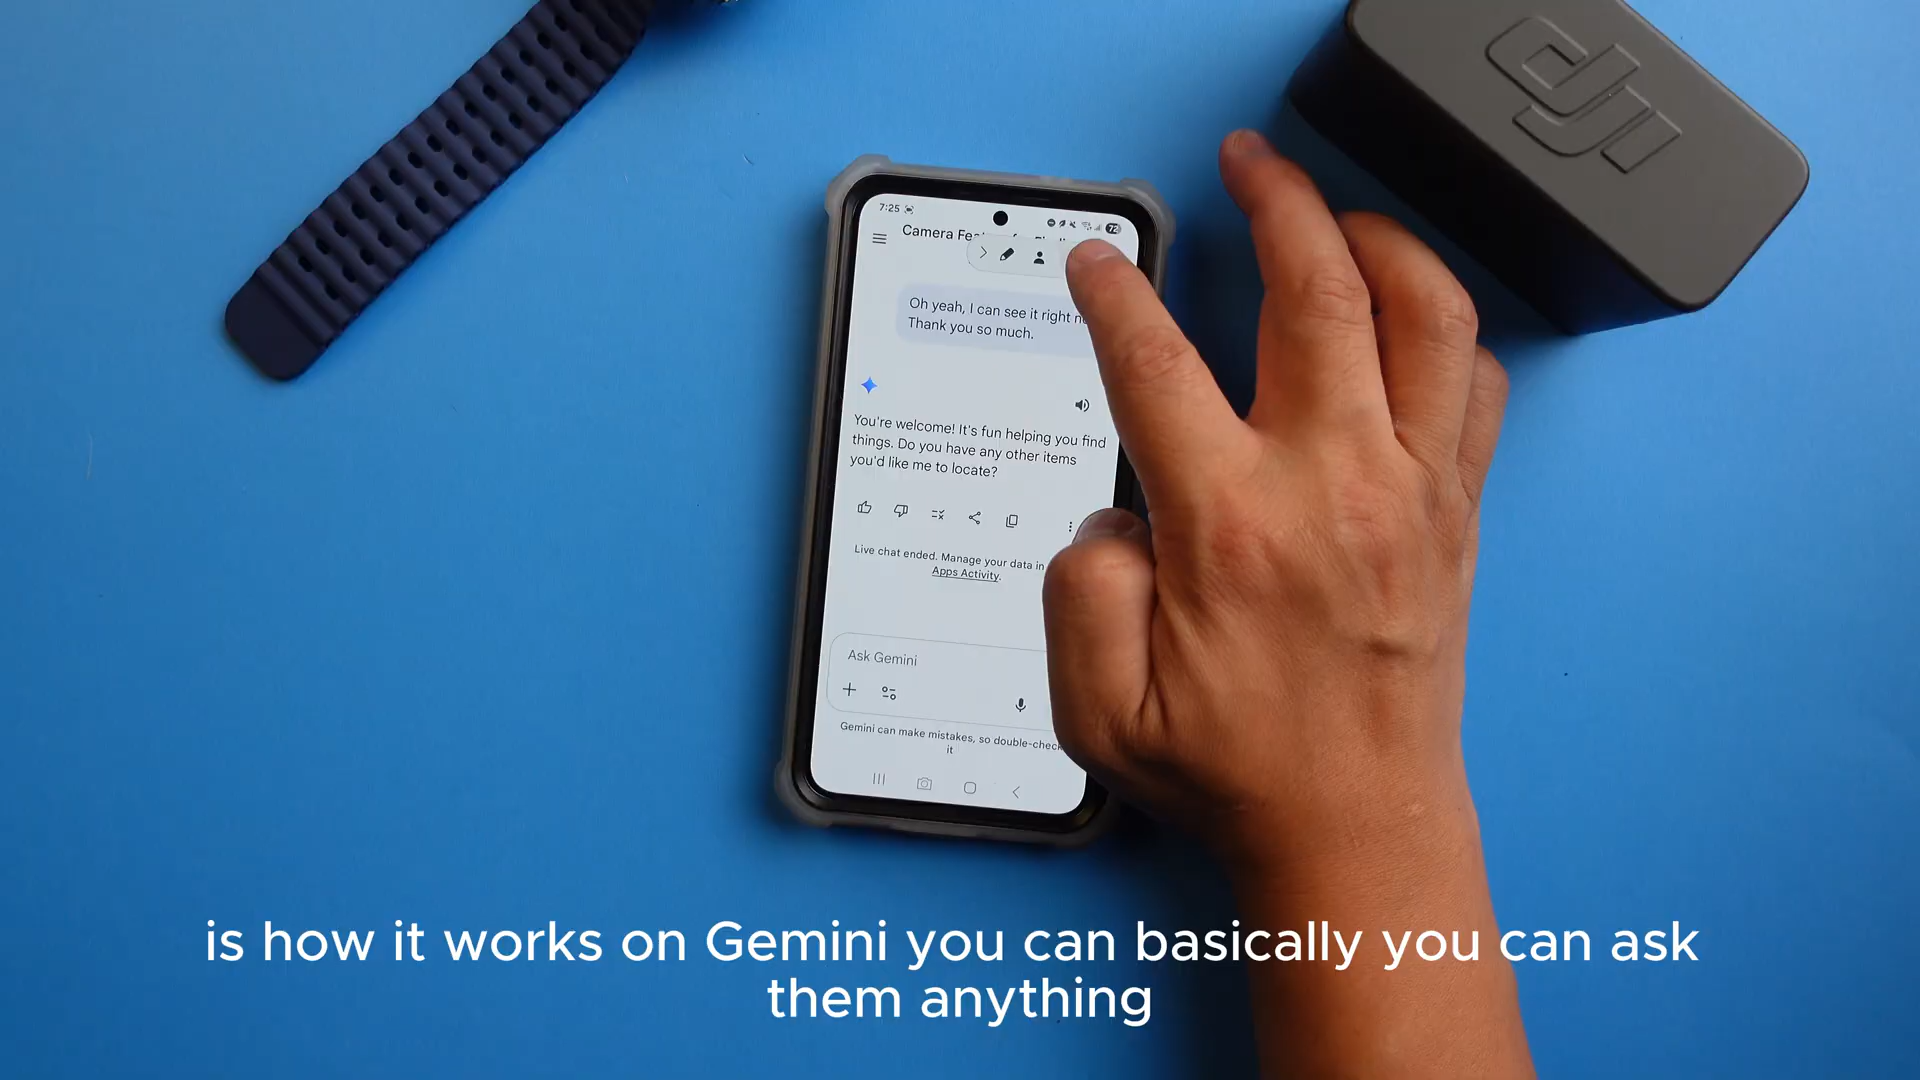 dji
7:25
72
Camera
Oh yeah, I can see it right
Thank you so much.
You're welcome! It's fun helping you find
things. Do you have any other items
you'd like me to locate?
Live chat ended. Manage your data in
Apps Activity.
Ask Gemini
Gemini can make mistakes, so double-check
it
is how it works on Gemini you can basically you can ask
them anything